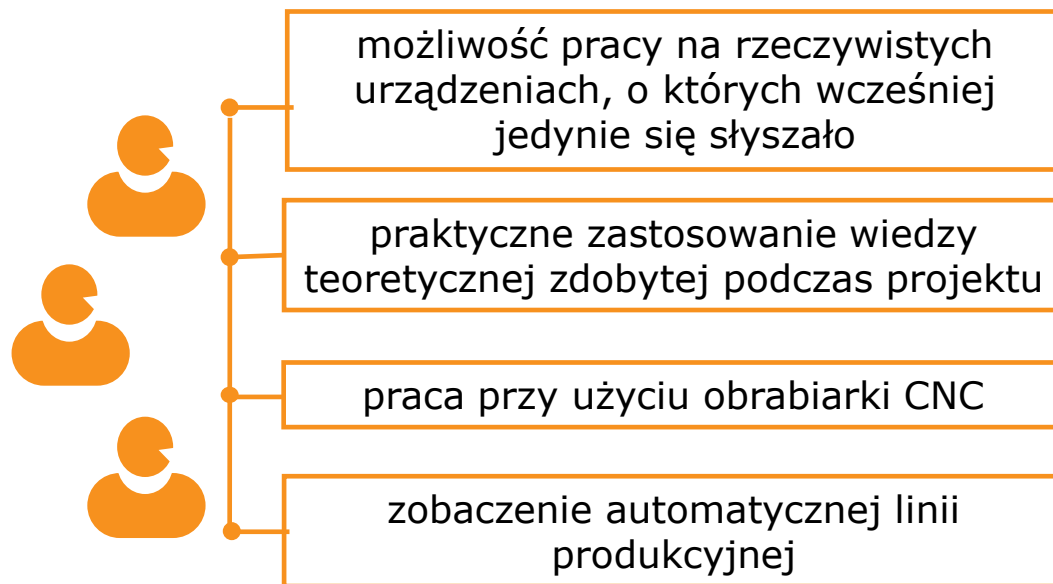 możliwość pracy na rzeczywistych
urządzeniach, o których wcześniej
jedynie się słyszało
praktyczne zastosowanie wiedzy
teoretycznej zdobytej podczas projektu
praca przy użyciu obrabiarki CNC
zobaczenie automatycznej linii
produkcyjnej